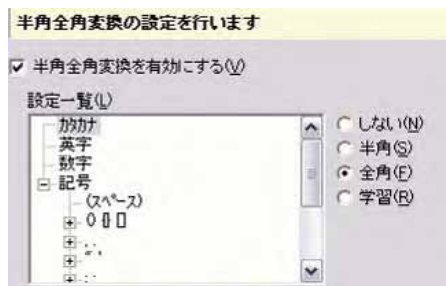 半角全角変換の設定を行います
半角全角変換を有効にする(V)
設定一覧(L)
ｶﾀｶﾅ
英字
数字
記号
(スペース)
() {} []
しない(N)
半角(S)
全角(F)
学習(R)